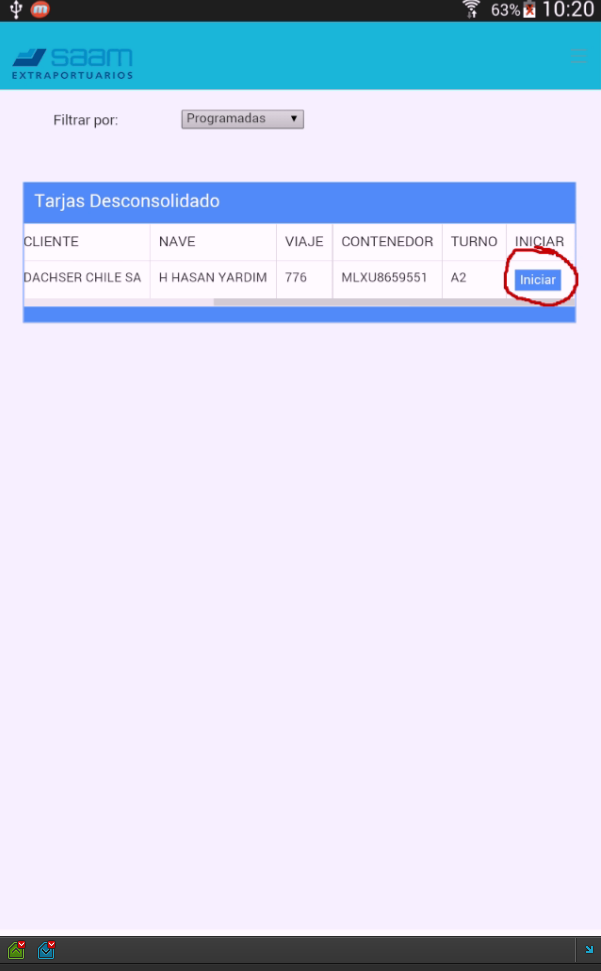 63% 10:20
saam
EXTRAPORTUARIOS
Filtrar por: Programadas
Tarjas Desconsolidado
CLIENTE NAVE VIAJE CONTENEDOR TURNO INICIAR
DACHSER CHILE SA H HASAN YARDIM 776 MLXU8659551 A2 Iniciar